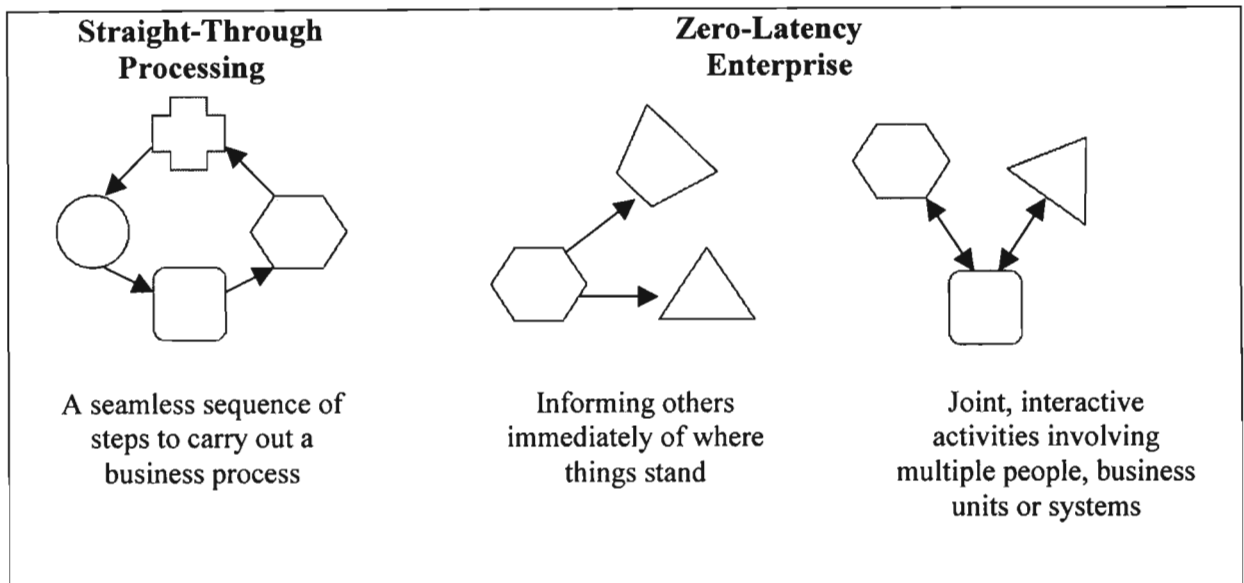 Straight-Through
Processing
Zero-Latency
Enterprise
A seamless sequence of
steps to carry out a
business process
Informing others
immediately of where
things stand
Joint, interactive
activities involving
multiple people, business
units or systems